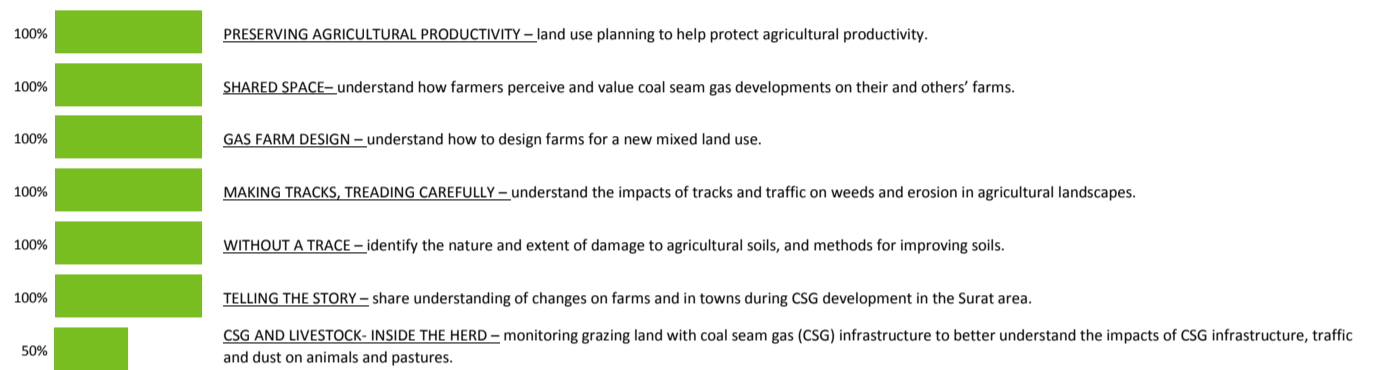 100% PRESERVING AGRICULTURAL PRODUCTIVITY – land use planning to help protect agricultural productivity.
100% SHARED SPACE– understand how farmers perceive and value coal seam gas developments on their and others’ farms.
100% GAS FARM DESIGN – understand how to design farms for a new mixed land use.
100% MAKING TRACKS, TREADING CAREFULLY – understand the impacts of tracks and traffic on weeds and erosion in agricultural landscapes.
100% WITHOUT A TRACE – identify the nature and extent of damage to agricultural soils, and methods for improving soils.
100% TELLING THE STORY – share understanding of changes on farms and in towns during CSG development in the Surat area.
50% CSG AND LIVESTOCK- INSIDE THE HERD – monitoring grazing land with coal seam gas (CSG) infrastructure to better understand the impacts of CSG infrastructure, traffic
and dust on animals and pastures.